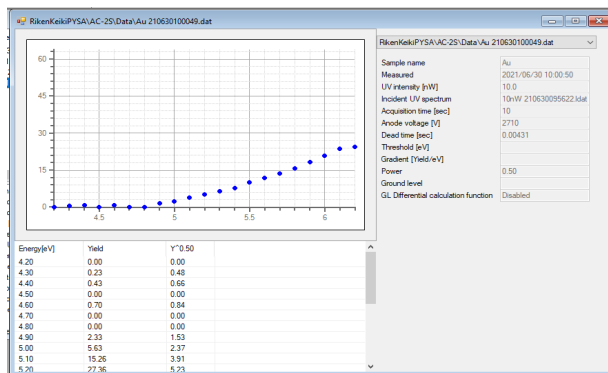 RikenKeikiPYSA\AC-2S\Data\Au 210630100049.dat
60
45
30
15
0
4.5 5 5.5 6
Energy[eV] Yield Y^0.50
4.20 0.00 0.00
4.30 0.23 0.48
4.40 0.43 0.66
4.50 0.00 0.00
4.60 0.70 0.84
4.70 0.00 0.00
4.80 0.00 0.00
4.90 2.33 1.53
5.00 5.63 2.37
5.10 15.26 3.91
5.20 27.36 5.23
RikenKeikiPYSA\AC-2S\Data\Au 210630100049.dat
Sample name Au
Measured 2021/06/30 10:00:50
UV intensity [nW] 10.0
Incident UV spectrum 10nW 210630095622.ldat
Acquisition time [sec] 10
Anode voltage [V] 2710
Dead time [sec] 0.00431
Threshold [eV]
Gradient [Yield/eV]
Power 0.50
Ground level
GL Differential calculation function Disabled